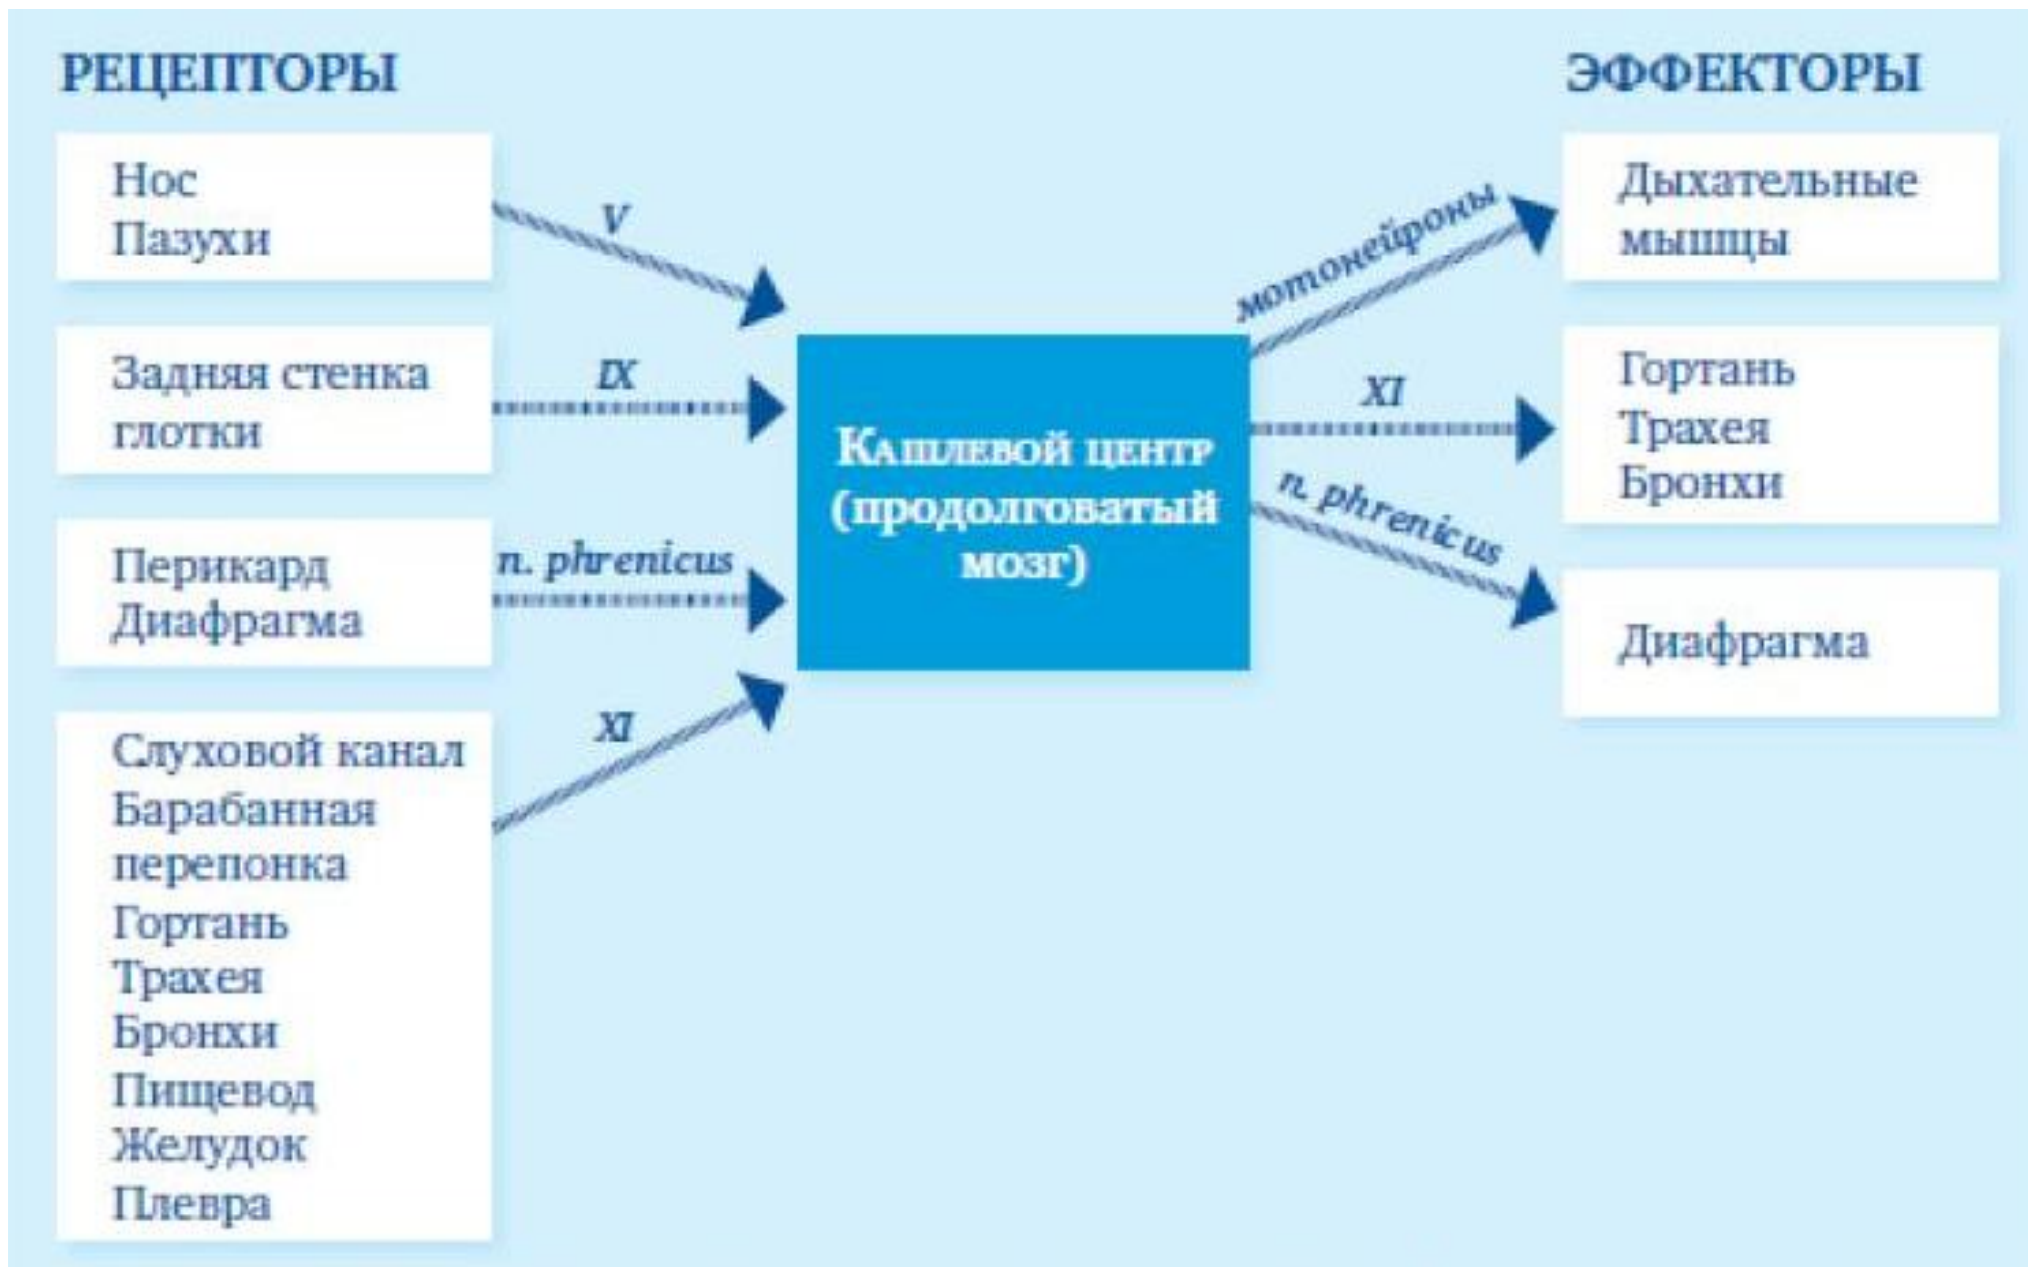 РЕЦЕПТОРЫ
Нос
Пазухи
V
Задняя стенка
глотки
IX
Перикард
Диафрагма
n. phrenicus
Слуховой канал
Барабанная
перепонка
Гортань
Трахея
Бронхи
Пищевод
Желудок
Плевра
XI
Кашлевой центр
(продолговатый
мозг)
ЭФФЕКТОРЫ
мотонейроны
Дыхательные
мышцы
XI
Гортань
Трахея
Бронхи
n. phrenicus
Диафрагма